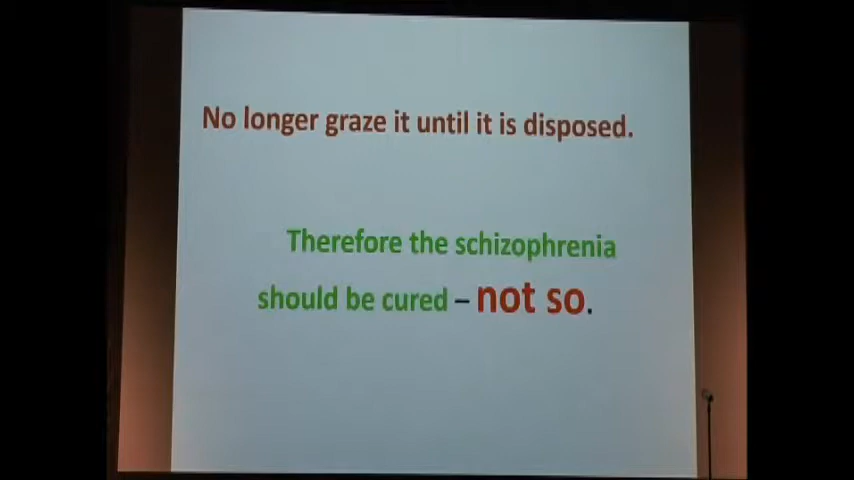 No longer graze it until it is disposed.
Therefore the schizophrenia
should be cured – not so.